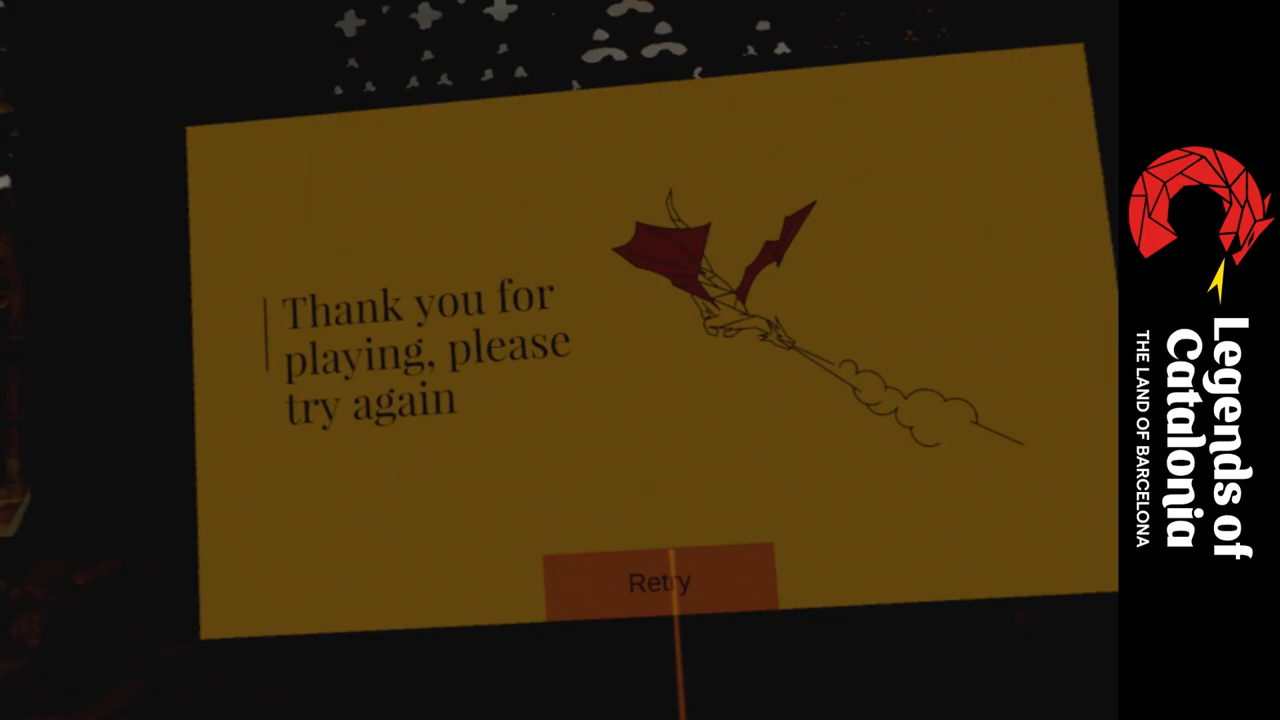 Thank you for
playing, please
try again
Retry
Legends of
Catalonia
THE LAND OF BARCELONA